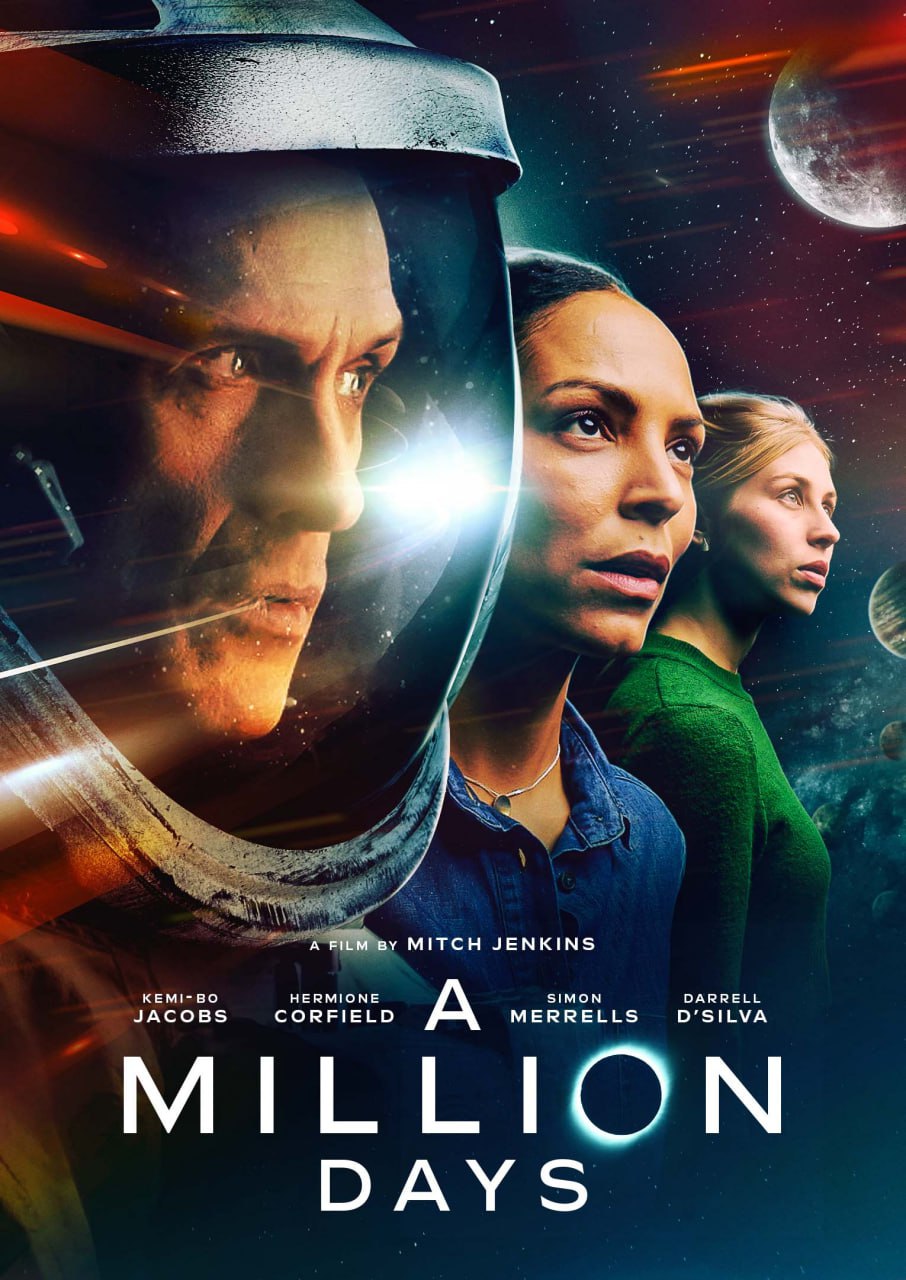 A FILM BY MITCH JENKINS
KEMI-BO JACOBS
HERMIONE CORFIELD
SIMON MERRELLS
DARRELL D'SILVA
A
MILLION
DAYS